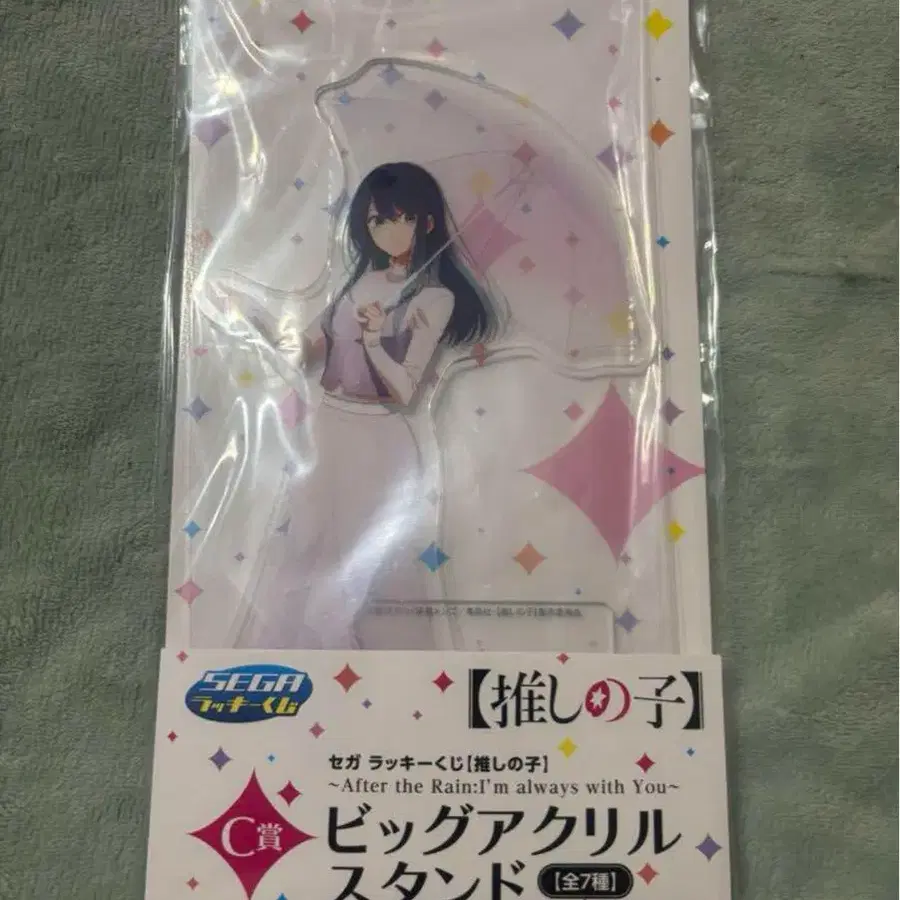 SEGA
ラッキーくじ
【推しの子】
セガ ラッキーくじ【推しの子】
~After the Rain:I'm always with You~
C賞
ビッグアクリル
スタンド【全7種】